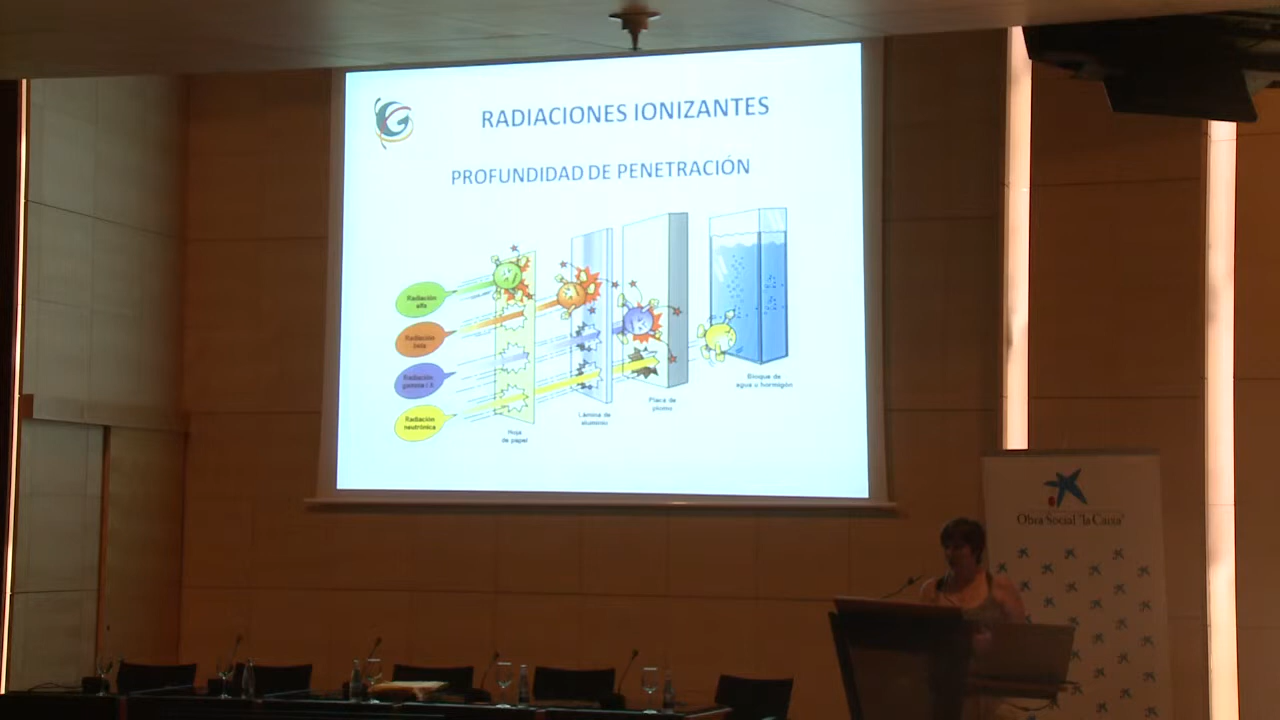 RADIACIONES IONIZANTES
PROFUNDIDAD DE PENETRACIÓN
Radiación
alfa
Radiación
beta
Radiación
gamma i X
Radiación
neutrónica
Hoja
de papel
Lámina de
aluminio
Placa de
plomo
Bloque de
agua u hormigón
Obra Social "la Caixa"